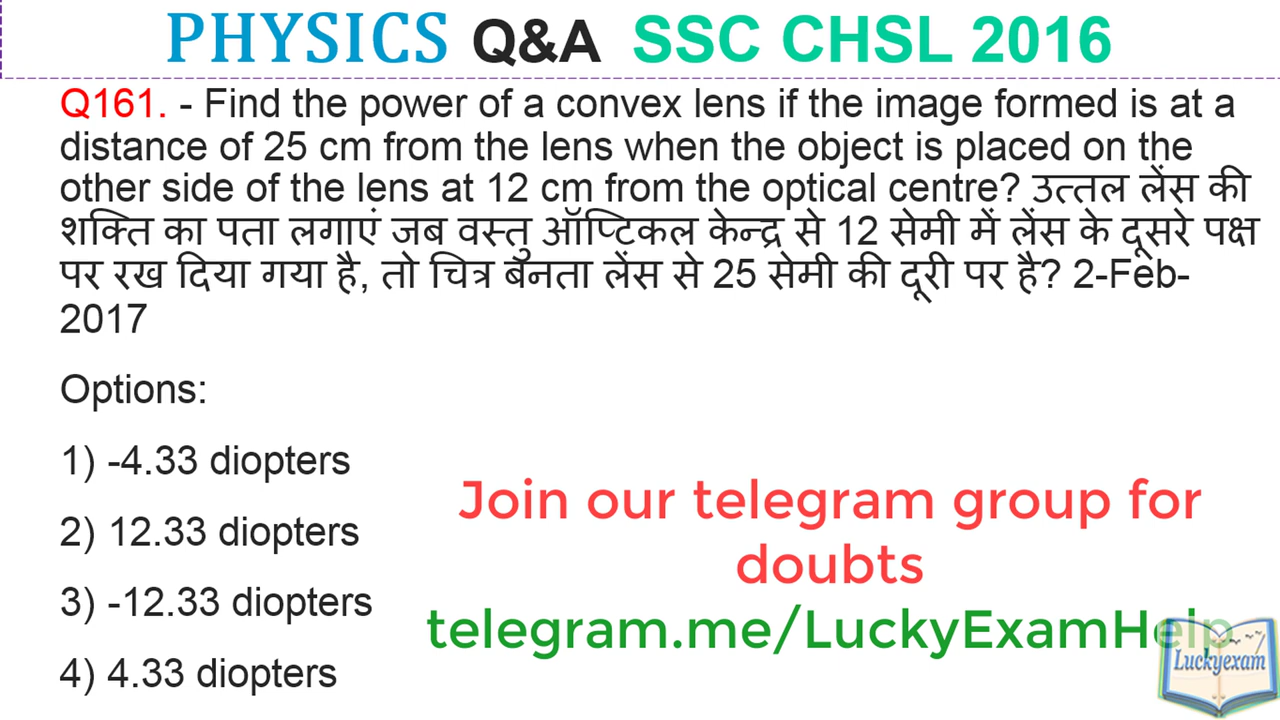 PHYSICS Q&A SSC CHSL 2016
Q161. - Find the power of a convex lens if the image formed is at a
distance of 25 cm from the lens when the object is placed on the
other side of the lens at 12 cm from the optical centre? उत्तल लेंस की
शक्ति का पता लगाएं जब वस्तु ऑप्टिकल केन्द्र से 12 सेमी में लेंस के दूसरे पक्ष
पर रख दिया गया है, तो चित्र बनता लेंस से 25 सेमी की दूरी पर है? 2-Feb-
2017
Options:
1) -4.33 diopters
2) 12.33 diopters
3) -12.33 diopters
4) 4.33 diopters
Join our telegram group for
doubts
telegram.me/LuckyExamHelp
Luckyexam